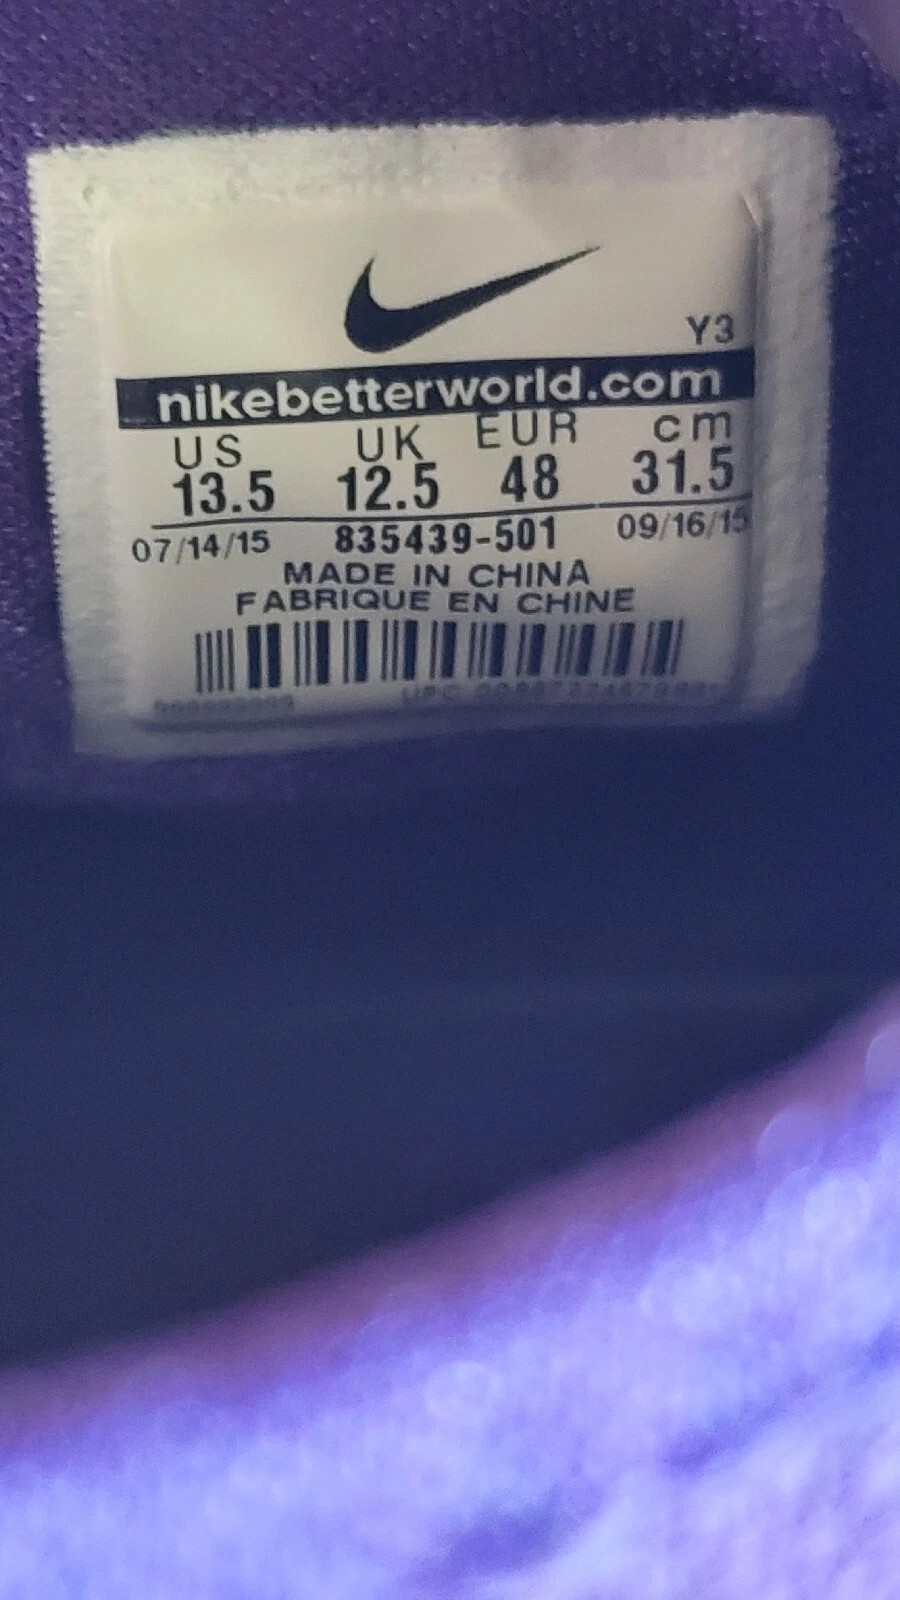 Y3
nikebetterworld.com
US UK EUR cm
13.5 12.5 48 31.5
07/14/15 835439-501 09/16/15
MADE IN CHINA
FABRIQUE EN CHINE
UPC